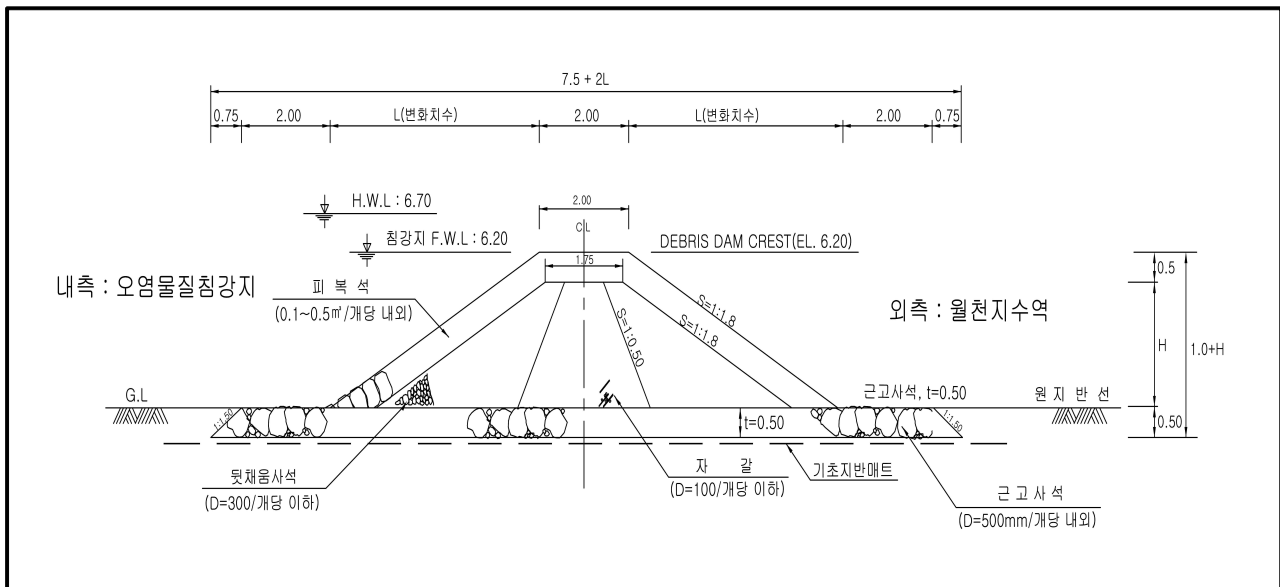 7.5 + 2L
0.75
2.00
L(변화치수)
2.00
L(변화치수)
2.00
0.75
H.W.L : 6.70
2.00
C L
침강지 F.W.L : 6.20
DEBRIS DAM CREST(EL. 6.20)
1.75
0.5
내측 : 오염물질침강지
피 복 석
(0.1~0.5㎥/개당 내외)
S=1:1.8
S=1:1.8
S=1:0.50
외측 : 월천지수역
H
1.0+H
G.L
근고사석, t=0.50
원 지 반 선
1:1.50
t=0.50
1:1.50
0.50
뒷채움사석
(D=300/개당 이하)
자 갈
(D=100/개당 이하)
기초지반매트
근 고 사 석
(D=500mm/개당 내외)